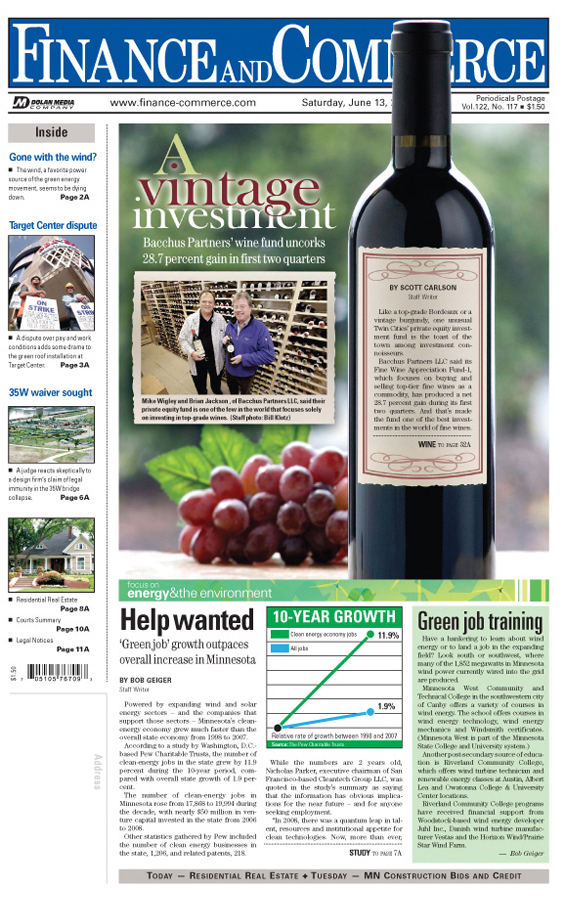 FINANCE AND COMMERCE
DOLAN MEDIA
COMPANY
www.finance-commerce.com
Saturday, June 13,
Periodicals Postage
Vol.122, No. 117 ■ $1.50
Inside
Gone with the wind?
■ The wind, a favorite power
source of the green energy
movement, seems to be dying
down. Page 2A
Target Center dispute
ON
STRIKE
ON
■ A dispute over pay and work
conditions adds some drama to
the green roof installation at
Target Center. Page 3A
35W waiver sought
■ A judge reacts skeptically to
a design firm's claim of legal
immunity in the 35W bridge
collapse. Page 6A
■ Residential Real Estate
Page 8A
■ Courts Summary
Page 10A
■ Legal Notices
Page 11A
$1.50
Address
A
vintage
investment
Bacchus Partners' wine fund uncorks
28.7 percent gain in first two quarters
Mike Wigley and Brian Jackson, of Bacchus Partners LLC, said their
private equity fund is one of the few in the world that focuses solely
on investing in top-grade wines. (Staff photo: Bill Klotz)
BY SCOTT CARLSON
Staff Writer
Like a top-grade Bordeaux or a
vintage burgundy, one unusual
Twin Cities' private equity invest-
ment fund is the toast of the
town among investment con-
noisseurs.
Bacchus Partners LLC said its
Fine Wine Appreciation Fund-I,
which focuses on buying and
selling top-tier fine wines as a
commodity, has produced a net
28.7 percent gain during its first
two quarters. And that's made
the fund one of the best invest-
ments in the world of fine wines.
WINE TO PAGE 32A
focus on
energy&the environment
Help wanted
'Green job' growth outpaces
overall increase in Minnesota
BY BOB GEIGER
Staff Writer
Powered by expanding wind and solar
energy sectors – and the companies that
support those sectors – Minnesota's clean-
energy economy grew much faster than the
overall state economy from 1998 to 2007.
According to a study by Washington, D.C.-
based Pew Charitable Trusts, the number of
clean-energy jobs in the state grew by 11.9
percent during the 10-year period, com-
pared with overall state growth of 1.9 per-
cent.
The number of clean-energy jobs in
Minnesota rose from 17,868 to 19,994 during
the decade, with nearly $50 million in ven-
ture capital invested in the state from 2006
to 2008.
Other statistics gathered by Pew included
the number of clean energy businesses in
the state, 1,206, and related patents, 218.
10-YEAR GROWTH
Clean energy economy jobs
11.9%
All jobs
1.9%
Relative rate of growth between 1998 and 2007
Source: The Pew Charitable Trusts
While the numbers are 2 years old,
Nicholas Parker, executive chairman of San
Francisco-based Cleantech Group LLC, was
quoted in the study's summary as saying
that the information has obvious implica-
tions for the near future – and for anyone
seeking employment.
"In 2008, there was a quantum leap in tal-
ent, resources and institutional appetite for
clean technologies. Now, more than ever,
STUDY TO PAGE 7A
Green job training
Have a hankering to learn about wind
energy or to land a job in the expanding
field? Look south or southwest, where
many of the 1,852 megawatts in Minnesota
wind power currently wired into the grid
are produced.
Minnesota West Community and
Technical College in the southwestern city
of Canby offers a variety of courses in
wind energy. The school offers courses in
wind energy technology, wind energy
mechanics and Windsmith certificates.
(Minnesota West is part of the Minnesota
State College and University system.)
Another post-secondary source of educa-
tion is Riverland Community College,
which offers wind turbine technician and
renewable energy classes at Austin, Albert
Lea and Owatonna College & University
Center locations.
Riverland Community College programs
have received financial support from
Woodstock-based wind energy developer
Juhl Inc., Danish wind turbine manufac-
turer Vestas and the Horizon Wind/Prairie
Star Wind Farm.
— Bob Geiger
TODAY — RESIDENTIAL REAL ESTATE ◆ TUESDAY — MN CONSTRUCTION BIDS AND CREDIT